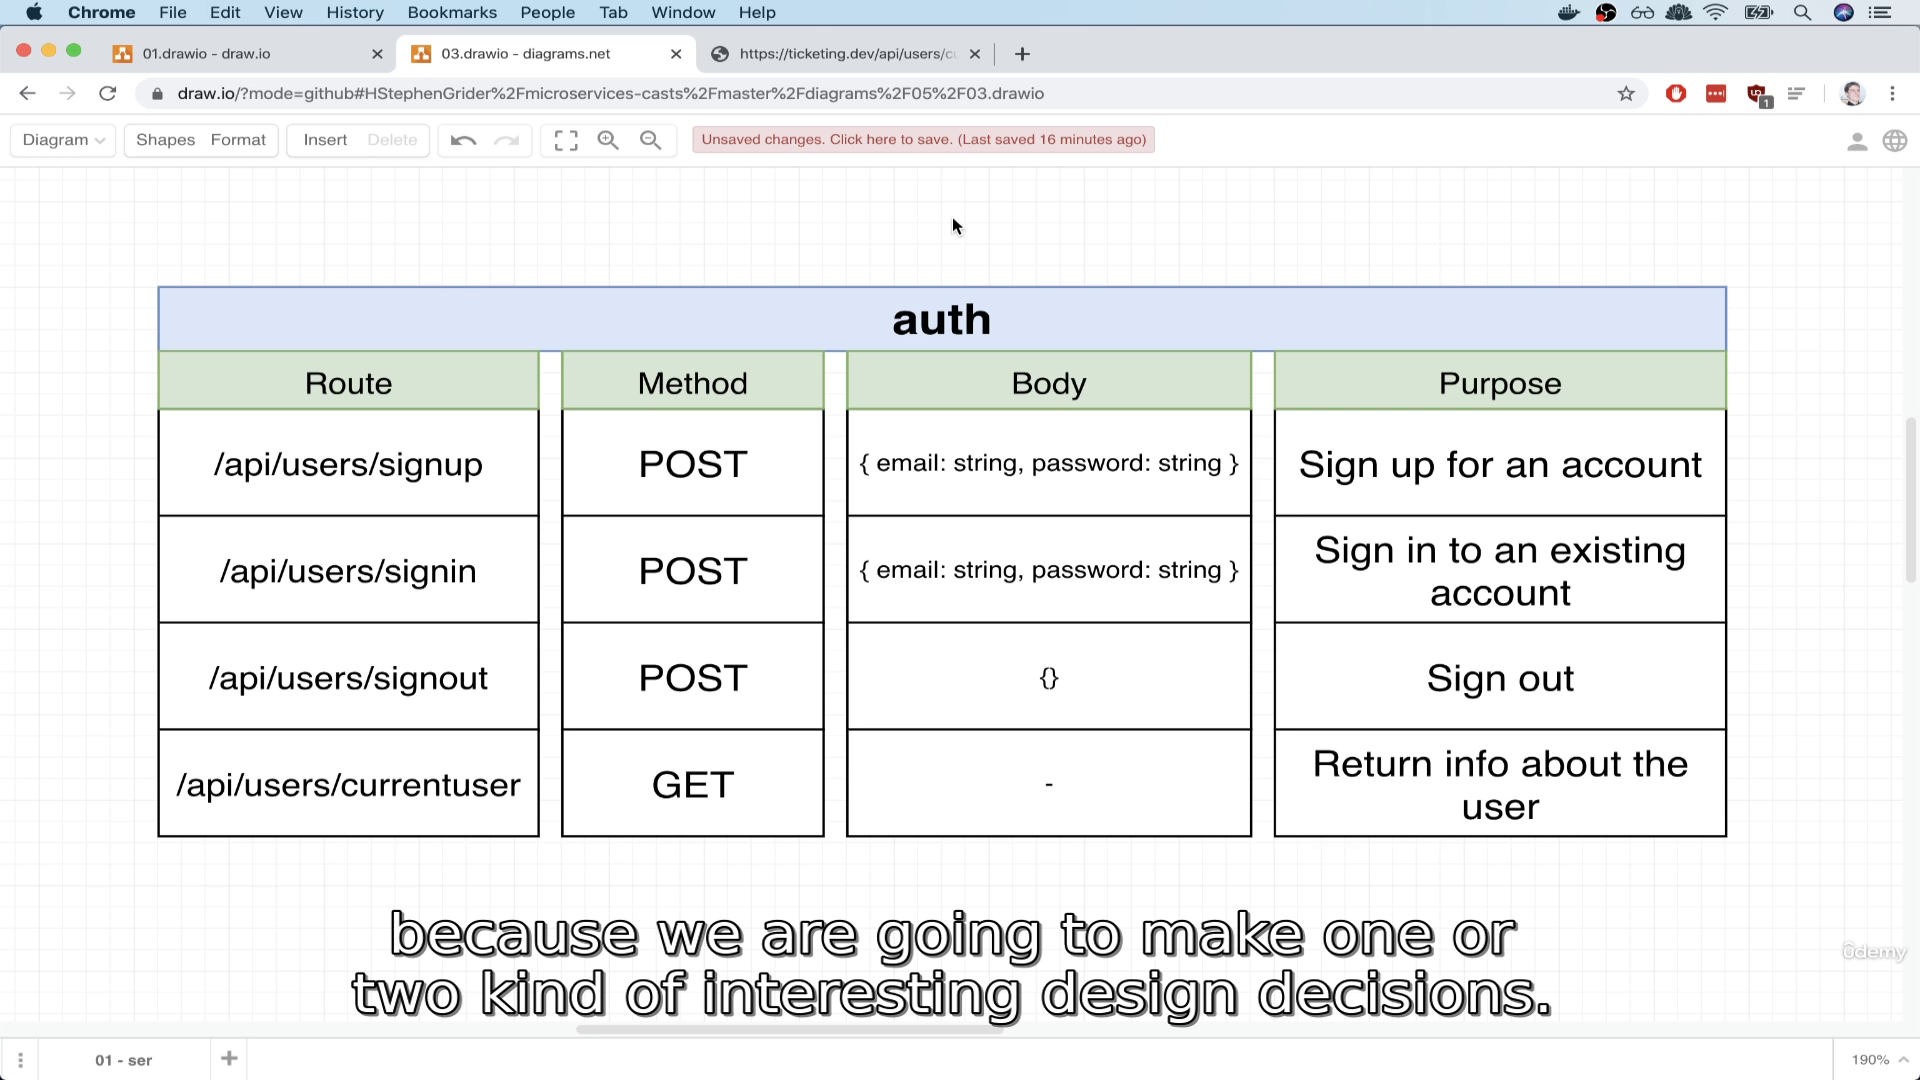 Chrome File Edit View History Bookmarks People Tab Window Help
01.drawio - draw.io
03.drawio - diagrams.net
https://ticketing.dev/api/users/c
draw.io/?mode=github#HStephenGrider%2Fmicroservices-casts%2Fmaster%2Fdiagrams%2F05%2F03.drawio
1
Diagram Shapes Format Insert Delete Unsaved changes. Click here to save. (Last saved 16 minutes ago)
auth
Route Method Body Purpose
/api/users/signup POST { email: string, password: string } Sign up for an account
/api/users/signin POST { email: string, password: string } Sign in to an existing
account
/api/users/signout POST {} Sign out
/api/users/currentuser GET - Return info about the
user
because we are going to make one or
two kind of interesting design decisions.
ûdemy
01 - ser
190%